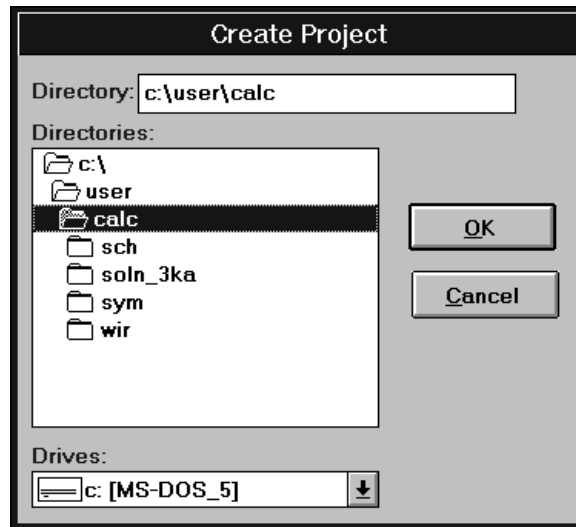 Create Project
Directory: c:\user\calc
Directories:
c:\
user
calc
sch
soln_3ka
sym
wir
OK
Cancel
Drives:
c: [MS-DOS_5]